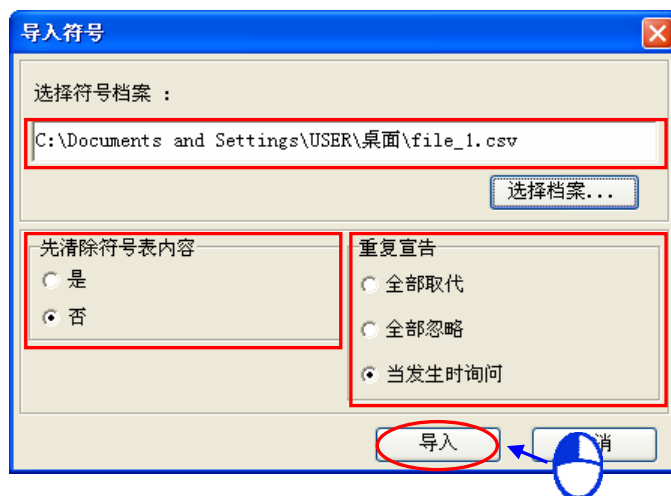 导入符号
选择符号档案 ：
C:\Documents and Settings\USER\桌面\file_1.csv
选择档案...
先清除符号表内容
是
否
重复宣告
全部取代
全部忽略
当发生时询问
导入
消